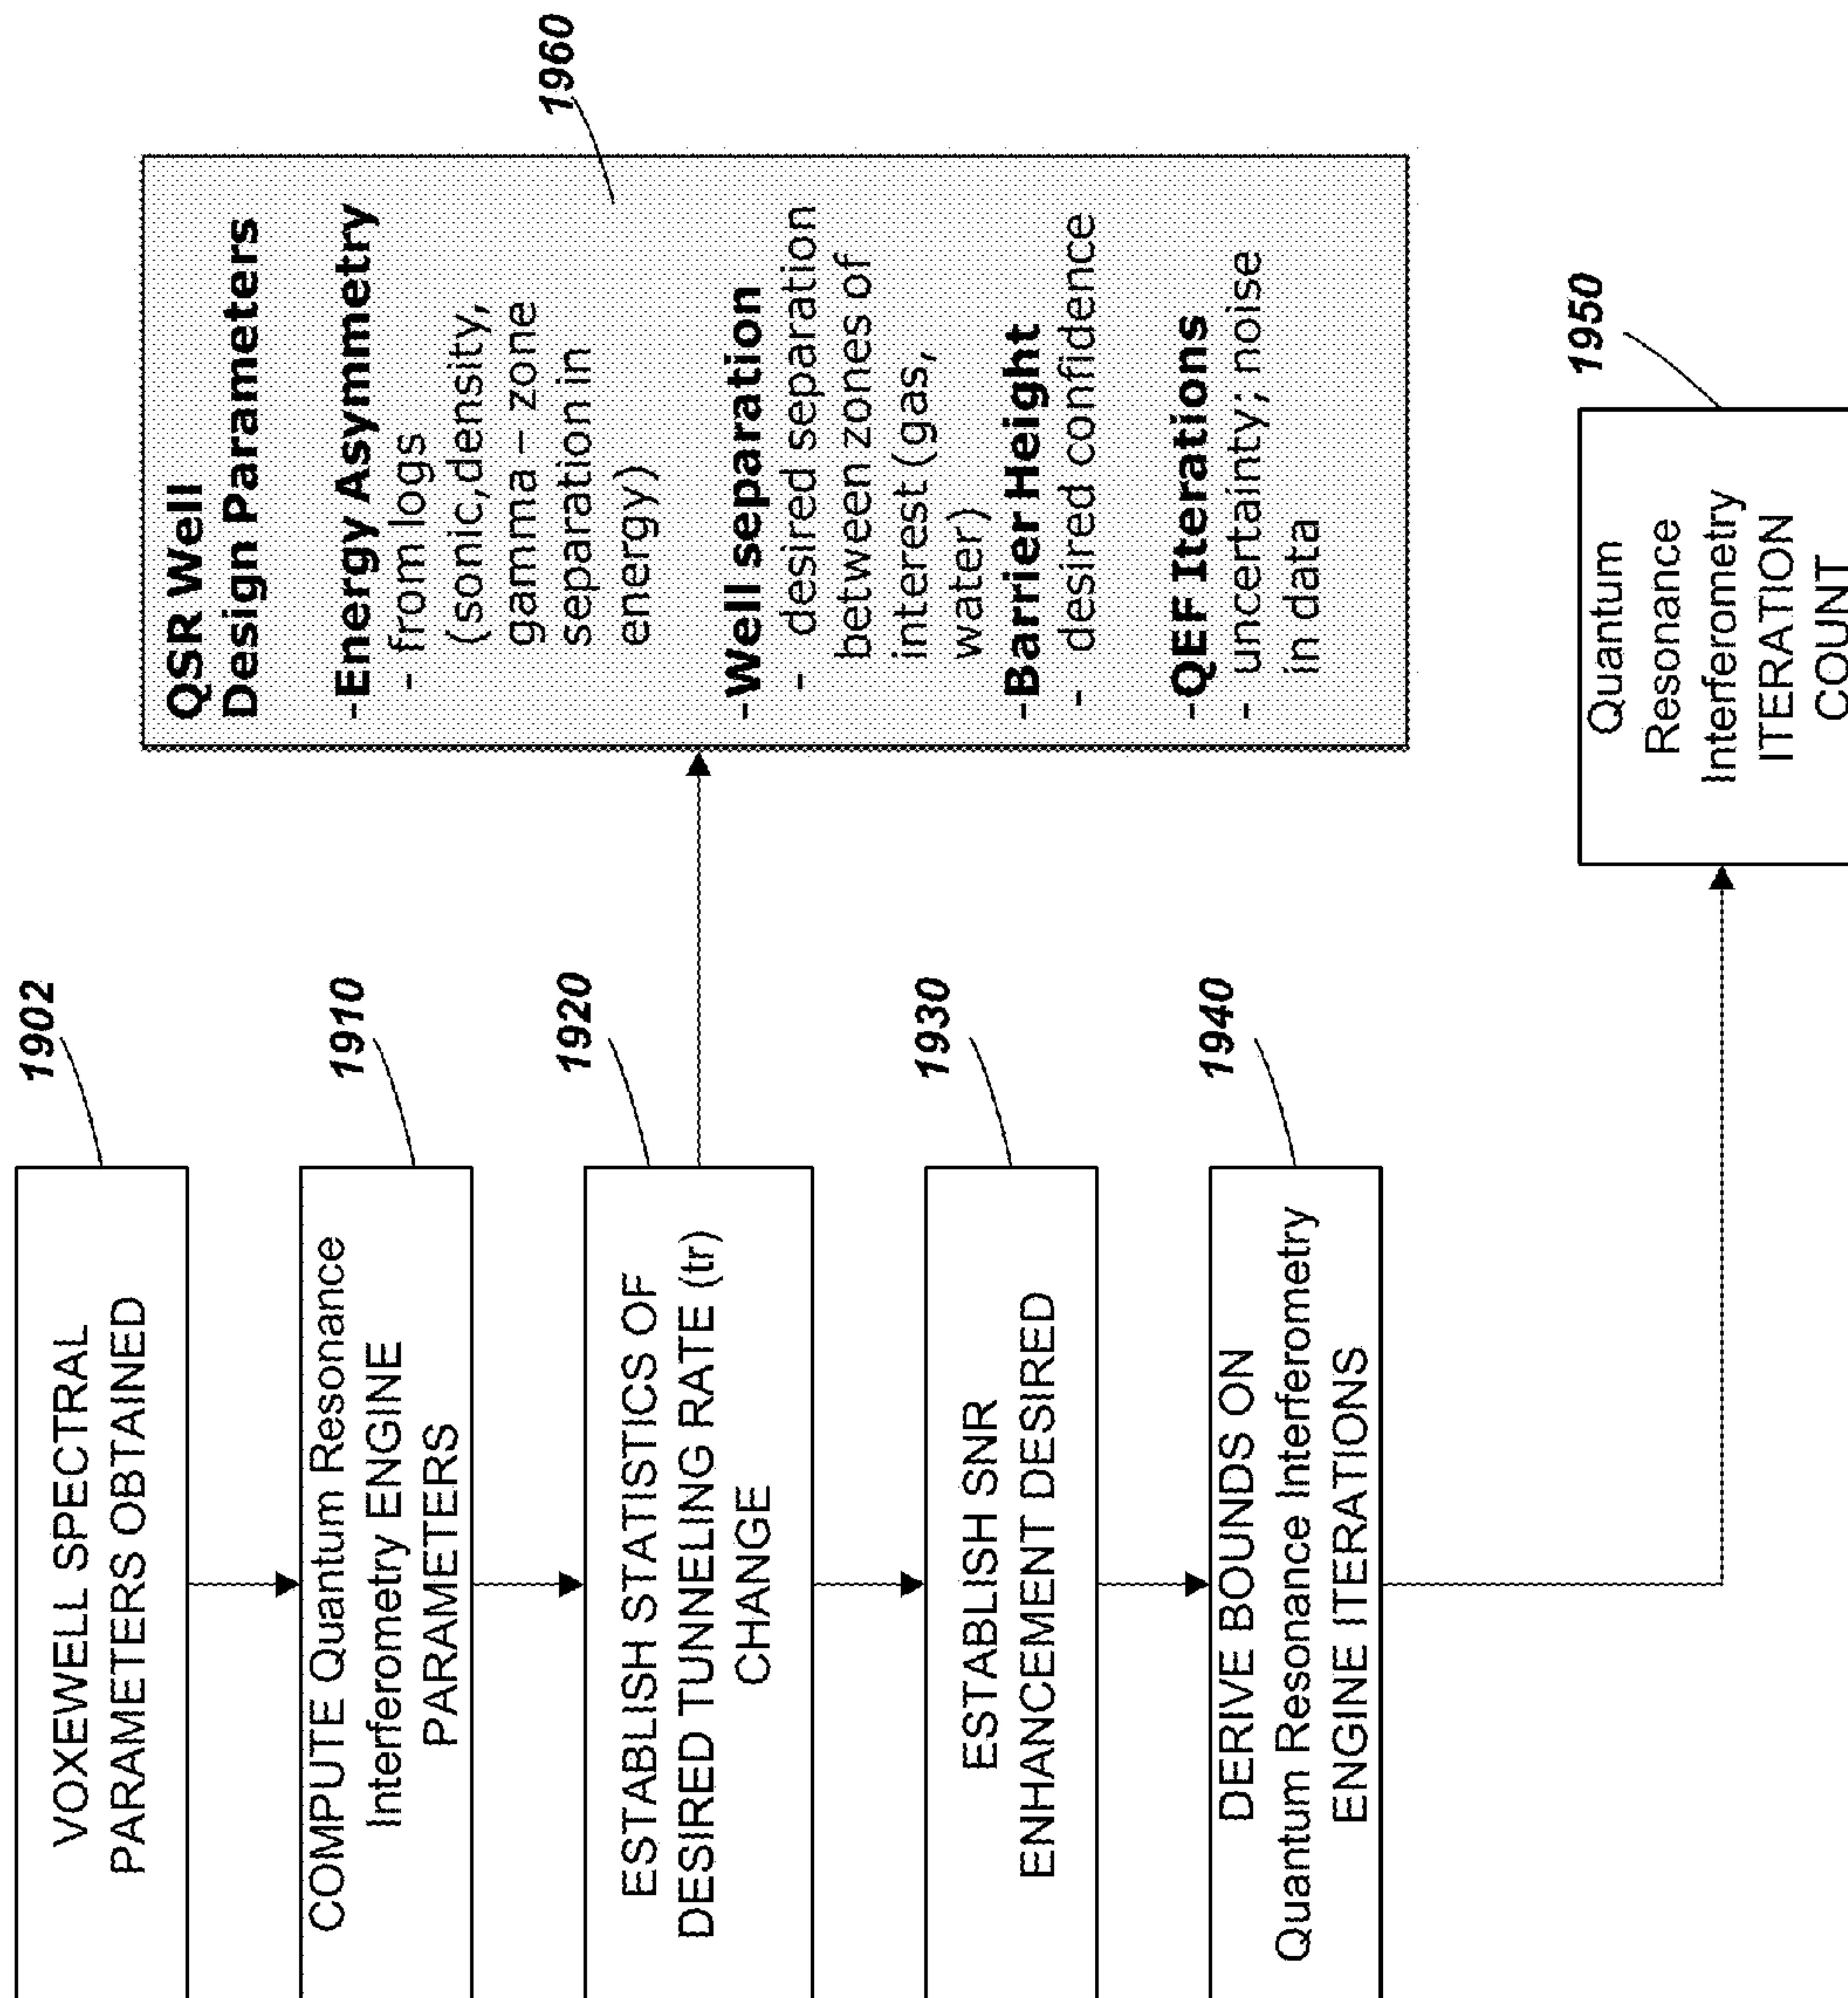 1902
VOXEWELL SPECTRAL
PARAMETERS OBTAINED
1910
COMPUTE Quantum Resonance
Interferometry ENGINE
PARAMETERS
1920
ESTABLISH STATISTICS OF
DESIRED TUNNELING RATE (tr)
CHANGE
1930
ESTABLISH SNR
ENHANCEMENT DESIRED
1940
DERIVE BOUNDS ON
Quantum Resonance Interferometry
ENGINE ITERATIONS
1960
QSR Well
Design Parameters
-Energy Asymmetry
- from logs
(sonic,density,
gamma – zone
separation in
energy)
-Well separation
- desired separation
between zones of
interest (gas,
water)
-Barrier Height
- desired confidence
-QEF Iterations
- uncertainty; noise
in data
1950
Quantum
Resonance
Interferometry
ITERATION
COUNT